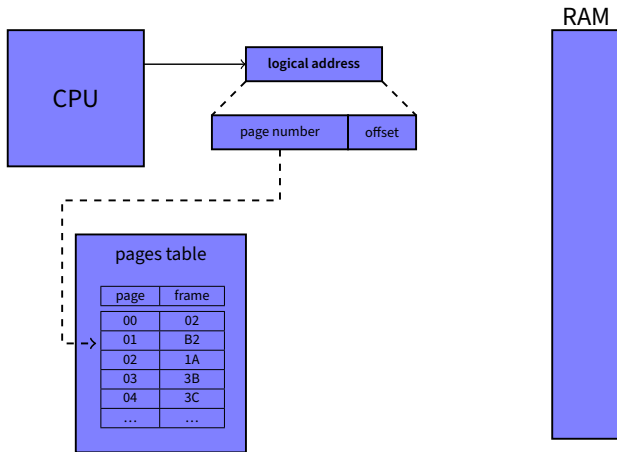 RAM
CPU
logical address
page number offset
pages table
page frame
00 02
01 B2
02 1A
03 3B
04 3C
... ...